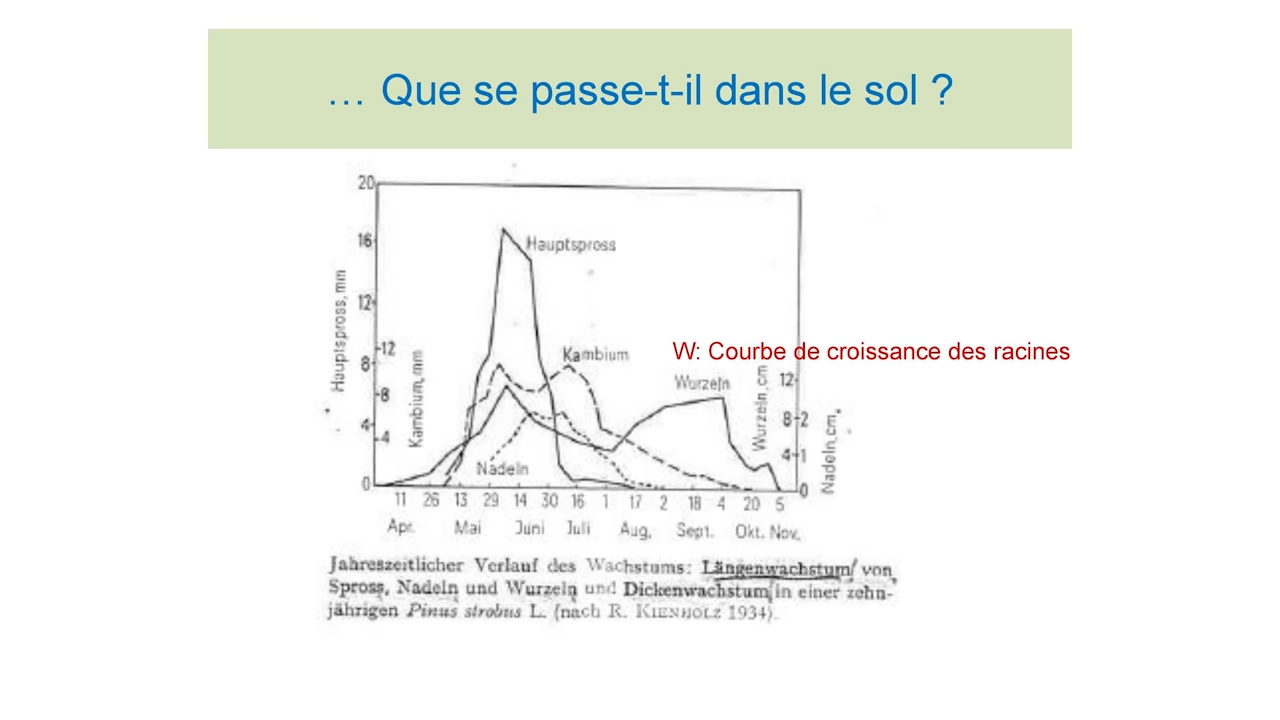 … Que se passe-t-il dans le sol ?
20
16
12
8
4
0
Hauptspross, mm
12
8
4
Kambium, mm
Hauptspross
Kambium
W: Courbe de croissance des racines
Wurzeln
Nadeln
Wurzeln, cm
12
8
4
2
1
0
Nadeln, cm
11 26 13 29 14 30 16 1 17 2 18 4 20 5
Apr. Mai Juni Juli Aug. Sept. Okt. Nov.
Jahreszeitlicher Verlauf des Wachstums: Längenwachstum von
Spross, Nadeln und Wurzeln und Dickenwachstum in einer zehn-
jährigen Pinus strobus L. (nach R. KIENHOLZ 1934).